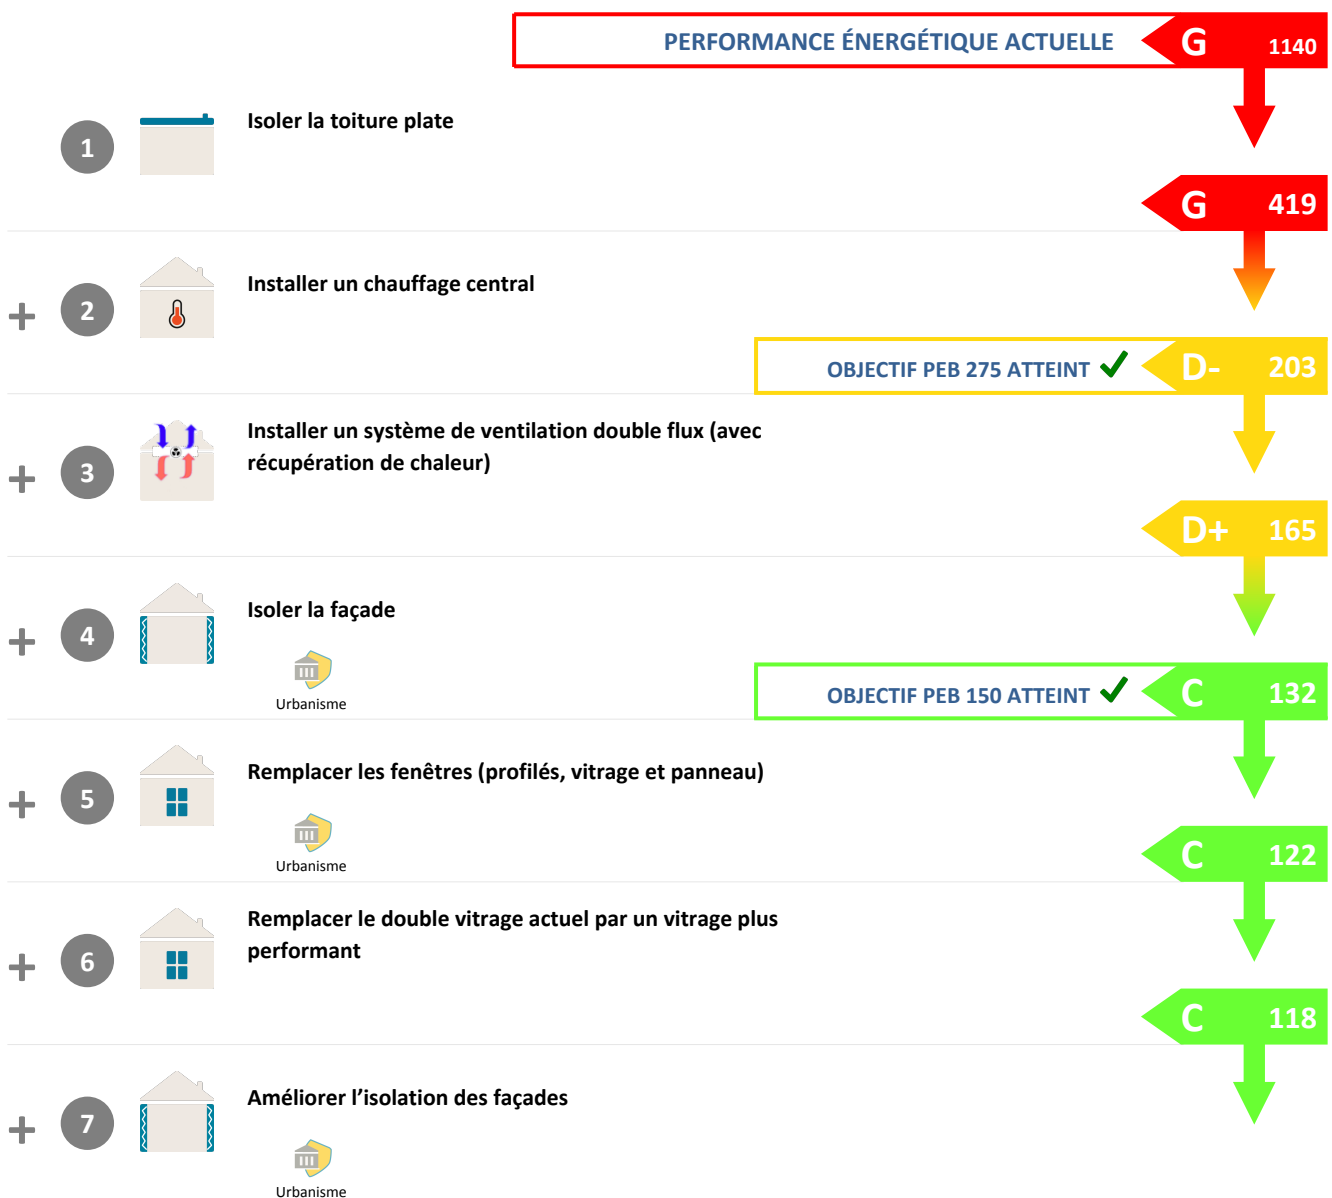 PERFORMANCE ÉNERGÉTIQUE ACTUELLE G 1140
1 Isoler la toiture plate
G 419
+ 2 Installer un chauffage central
OBJECTIF PEB 275 ATTEINT D- 203
+ 3 Installer un système de ventilation double flux (avec
récupération de chaleur)
D+ 165
+ 4 Isoler la façade
Urbanisme
OBJECTIF PEB 150 ATTEINT C 132
+ 5 Remplacer les fenêtres (profilés, vitrage et panneau)
Urbanisme
C 122
+ 6 Remplacer le double vitrage actuel par un vitrage plus
performant
C 118
+ 7 Améliorer l’isolation des façades
Urbanisme